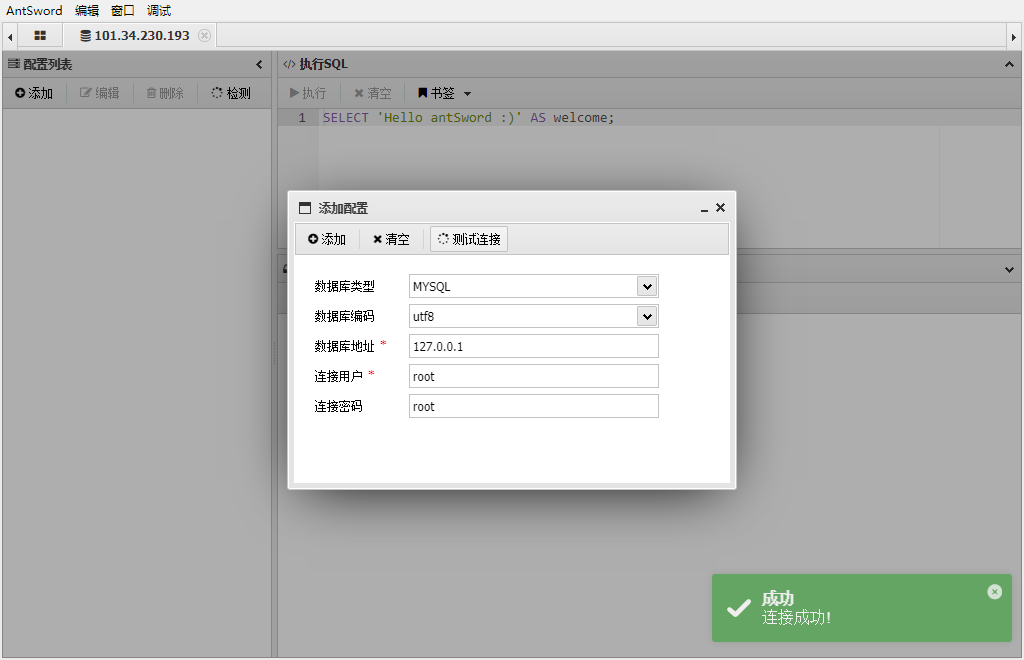 AntSword 编辑 窗口 调试
101.34.230.193
配置列表
添加 编辑 删除 检测
</> 执行SQL
执行 清空 书签
1 SELECT 'Hello antSword :)' AS welcome;
添加配置
添加 清空 测试连接
数据库类型 MYSQL
数据库编码 utf8
数据库地址 * 127.0.0.1
连接用户 * root
连接密码 root
成功
连接成功!